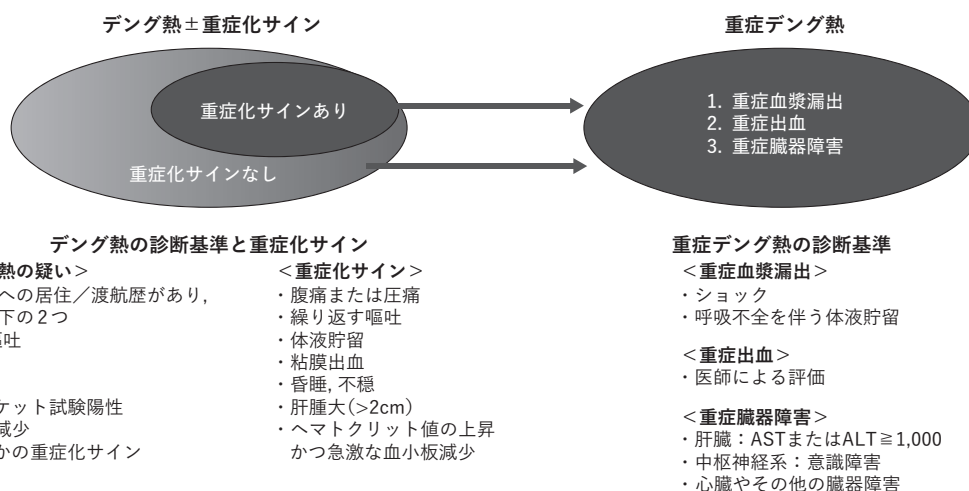 デング熱±重症化サイン
重症化サインあり
重症化サインなし
重症デング熱
1. 重症血漿漏出
2. 重症出血
3. 重症臓器障害
デング熱の診断基準と重症化サイン
熱の疑い＞
への居住／渡航歴があり,
下の2つ
吐
ケット試験陽性
減少
かの重症化サイン
＜重症化サイン＞
・腹痛または圧痛
・繰り返す嘔吐
・体液貯留
・粘膜出血
・昏睡, 不穏
・肝腫大(>2cm)
・ヘマトクリット値の上昇
かつ急激な血小板減少
重症デング熱の診断基準
＜重症血漿漏出＞
・ショック
・呼吸不全を伴う体液貯留
＜重症出血＞
・医師による評価
＜重症臓器障害＞
・肝臓：ASTまたはALT≧1,000
・中枢神経系：意識障害
・心臓やその他の臓器障害